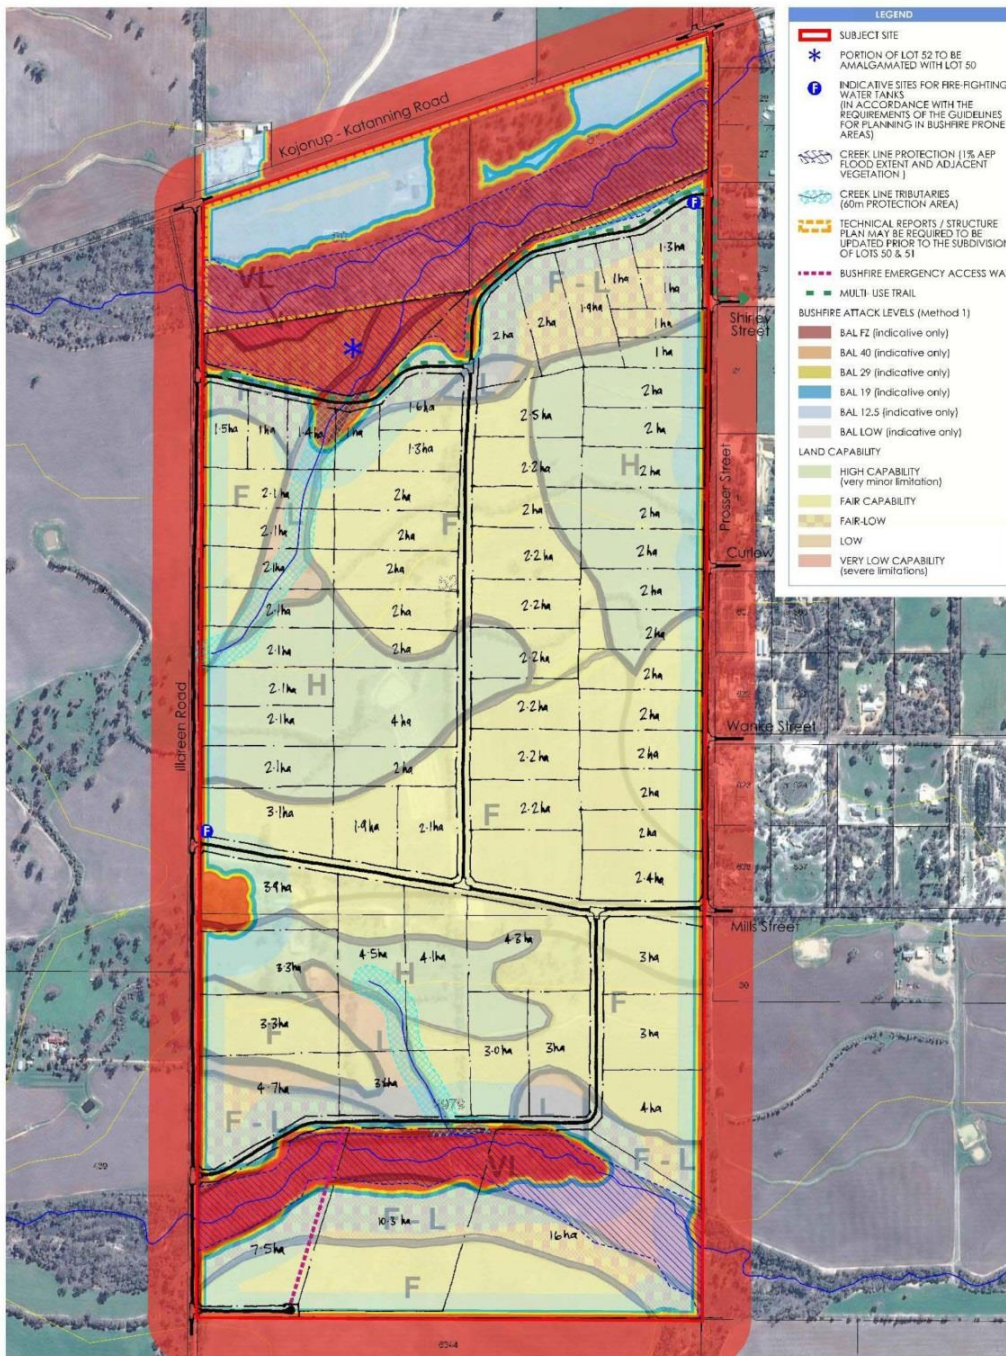 LEGEND
SUBJECT SITE
PORTION OF LOT 52 TO BE
AMALGAMATED WITH LOT 50
INDICATIVE SITES FOR FIRE-FIGHTING
WATER TANKS
(IN ACCORDANCE WITH THE
REQUIREMENTS OF THE GUIDELINES
FOR PLANNING IN BUSHFIRE PRONE
AREAS)
CREEK LINE PROTECTION (1% AEP
FLOOD EXTENT AND ADJACENT
VEGETATION )
CREEK LINE TRIBUTARIES
(60m PROTECTION AREA)
TECHNICAL REPORTS / STRUCTURE
PLAN MAY BE REQUIRED TO BE
UPDATED PRIOR TO THE SUBDIVISION
OF LOTS 50 & 51
BUSHFIRE EMERGENCY ACCESS WA
MULTI- USE TRAIL
BUSHFIRE ATTACK LEVELS (Method 1)
BAL FZ (indicative only)
BAL 40 (indicative only)
BAL 29 (indicative only)
BAL 19 (indicative only)
BAL 12.5 (indicative only)
BAL LOW (indicative only)
LAND CAPABILITY
HIGH CAPABILITY
(very minor limitation)
FAIR CAPABILITY
FAIR-LOW
LOW
VERY LOW CAPABILITY
(severe limitations)
Kojonup - Katanning Road
F
VL
F - L
1.3ha
1ha
1ha
1.9ha
1ha
2ha
2ha
Shirley
Street
1ha
L
2ha
1.6ha
2.5ha
1.5ha
1ha
1.4ha
1ha
2ha
1.3ha
2.2ha
H
2ha
F
2.1ha
2ha
2ha
2ha
L
F
2.1ha
2ha
2.2ha
2ha
Prosser Street
Curlew
2.1ha
2ha
2ha
2.1ha
2ha
2.2ha
2ha
2.1ha
2ha
2.2ha
2ha
2.1ha
H
2.2ha
2ha
2.1ha
4ha
2ha
Wanke Street
Illareen Road
2.1ha
2ha
2.2ha
2ha
2ha
3.1ha
1.9ha
2.1ha
F
2.2ha
2ha
F
2.4ha
3.9ha
Mills Street
4.5ha
4.1ha
4.3ha
3ha
3.3ha
H
F
3.3ha
F
L
3.0ha
3ha
3ha
4.7ha
L
4ha
F - L
VL
F - L
10.3 ha
F - L
16ha
7.5ha
F